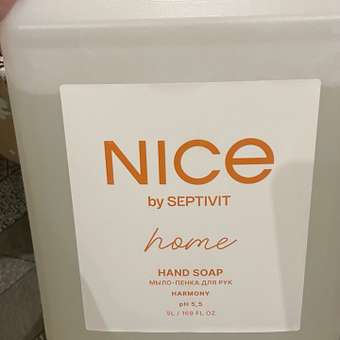 NICe
by SEPTIVIT
home
HAND SOAP
МЫЛО-ПЕНКА ДЛЯ РУК
HARMONY
pH 5,5
5L / 169 FL OZ